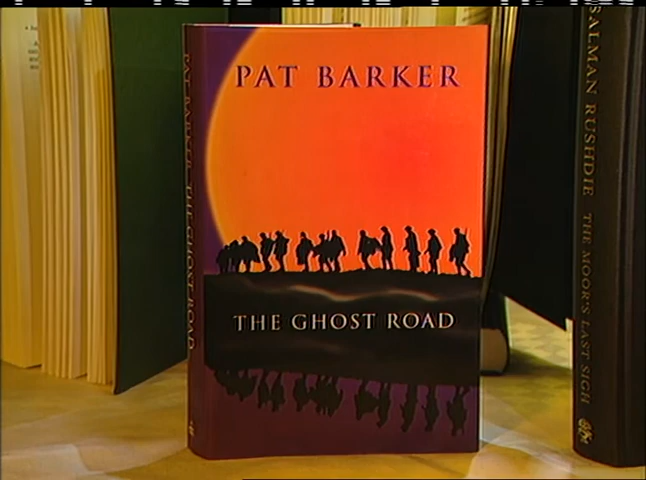 PAT BARKER
THE GHOST ROAD
PAT BARKER THE GHOST ROAD
SALMAN RUSHDIE THE MOOR'S LAST SIGH